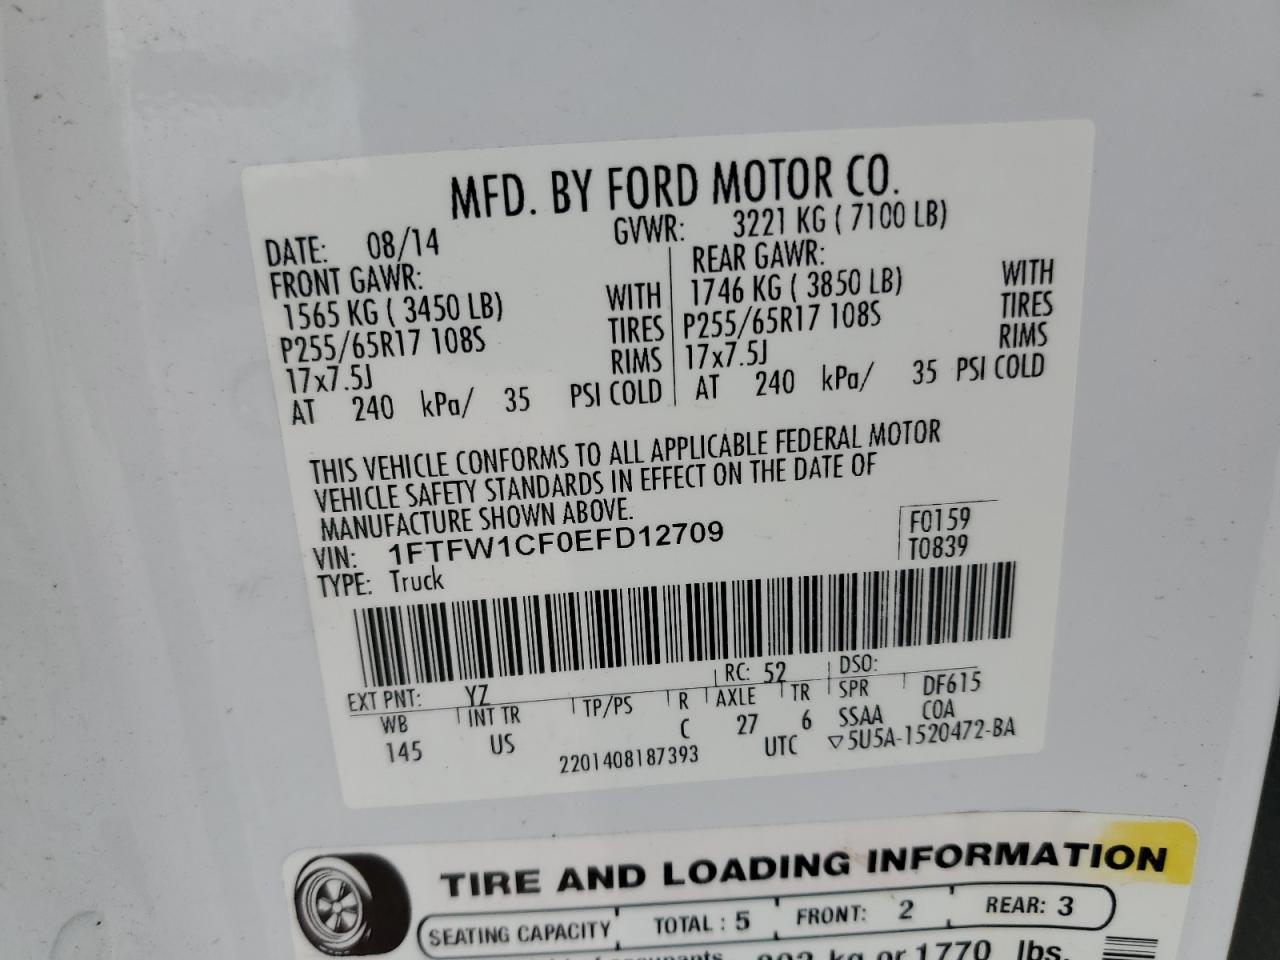 MFD. BY FORD MOTOR CO.
DATE: 08/14 GVWR: 3221 KG ( 7100 LB)
FRONT GAWR: REAR GAWR:
1565 KG ( 3450 LB) WITH 1746 KG ( 3850 LB) WITH
P255/65R17 108S TIRES P255/65R17 108S TIRES
17x7.5J RIMS 17x7.5J RIMS
AT 240 kPa/ 35 PSI COLD AT 240 kPa/ 35 PSI COLD
THIS VEHICLE CONFORMS TO ALL APPLICABLE FEDERAL MOTOR
VEHICLE SAFETY STANDARDS IN EFFECT ON THE DATE OF
MANUFACTURE SHOWN ABOVE.
VIN: 1FTFW1CF0EFD12709 F0159
TYPE: Truck T0839
EXT PNT: YZ RC: 52 DSO:
WB INT TR TP/PS R AXLE TR SPR DF615
145 US C 27 6 SSAA COA
2201408187393 UTC ▽5U5A-1520472-BA
TIRE AND LOADING INFORMATION
SEATING CAPACITY TOTAL : 5 FRONT: 2 REAR: 3
kg or 1770 lbs.